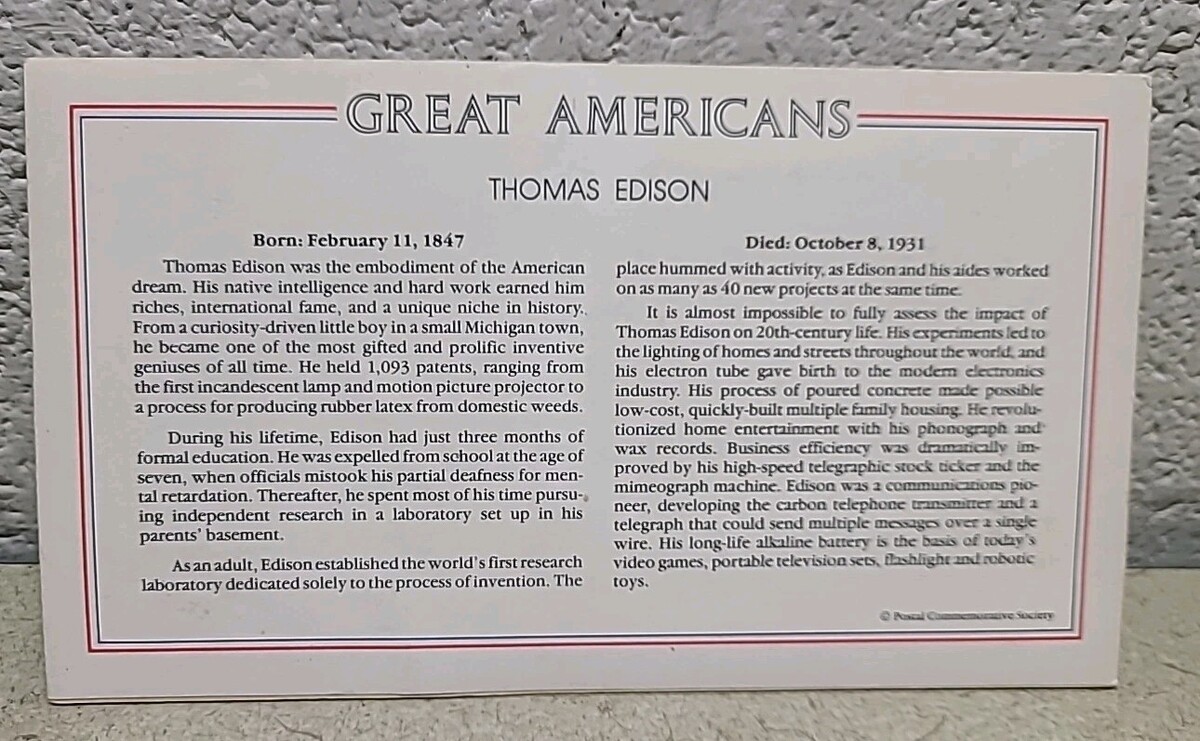 GREAT AMERICANS
THOMAS EDISON
Born: February 11, 1847
Thomas Edison was the embodiment of the American
dream. His native intelligence and hard work earned him
riches, international fame, and a unique niche in history.
From a curiosity-driven little boy in a small Michigan town,
he became one of the most gifted and prolific inventive
geniuses of all time. He held 1,093 patents, ranging from
the first incandescent lamp and motion picture projector to
a process for producing rubber latex from domestic weeds.
During his lifetime, Edison had just three months of
formal education. He was expelled from school at the age of
seven, when officials mistook his partial deafness for men-
tal retardation. Thereafter, he spent most of his time pursu-
ing independent research in a laboratory set up in his
parents' basement.
As an adult, Edison established the world's first research
laboratory dedicated solely to the process of invention. The
Died: October 8, 1931
place hummed with activity, as Edison and his aides worked
on as many as 40 new projects at the same time.
It is almost impossible to fully assess the impact of
Thomas Edison on 20th-century life. His experiments led to
the lighting of homes and streets throughout the world, and
his electron tube gave birth to the modern electronics
industry. His process of poured concrete made possible
low-cost, quickly-built multiple family housing. He revolu-
tionized home entertainment with his phonograph and
wax records. Business efficiency was dramatically im-
proved by his high-speed telegraphic stock ticker and the
mimeograph machine. Edison was a communications pio-
neer, developing the carbon telephone transmitter and a
telegraph that could send multiple messages over a single
wire. His long-life alkaline battery is the basis of today's
video games, portable television sets, flashlight and robotic
toys.
© Postal Commemorative Society